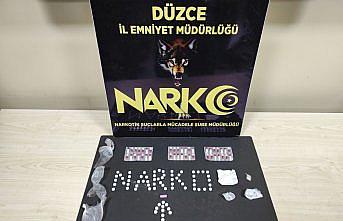 DÜZCE
İL EMNİYET MÜDÜRLÜĞÜ
NARKO
NARKOTİK SUÇLARLA MÜCADELE ŞUBE MÜDÜRLÜĞÜ
NARKO